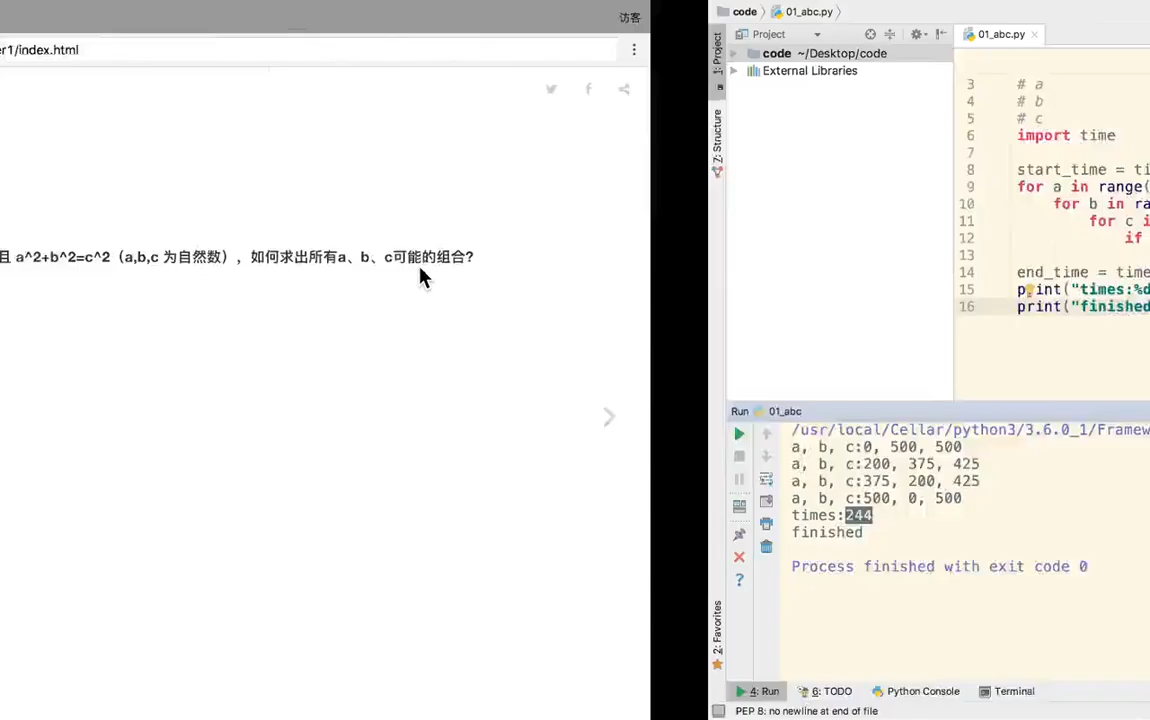 访客
er1/index.html
且 a^2+b^2=c^2（a,b,c 为自然数），如何求出所有a、b、c可能的组合?
code 01_abc.py
Project
01_abc.py
1: Project
code ~/Desktop/code
External Libraries
7: Structure
3 # a
4 # b
5 # c
6 import time
7
8 start_time = ti
9 for a in range(
10 for b in ra
11 for c i
12 if
13
14 end_time = time
15 print("times:%d
16 print("finished
Run 01_abc
/usr/local/Cellar/python3/3.6.0_1/Framew
a, b, c:0, 500, 500
a, b, c:200, 375, 425
a, b, c:375, 200, 425
a, b, c:500, 0, 500
times:244
finished
Process finished with exit code 0
2: Favorites
4: Run 6: TODO Python Console Terminal
PEP 8: no newline at end of file